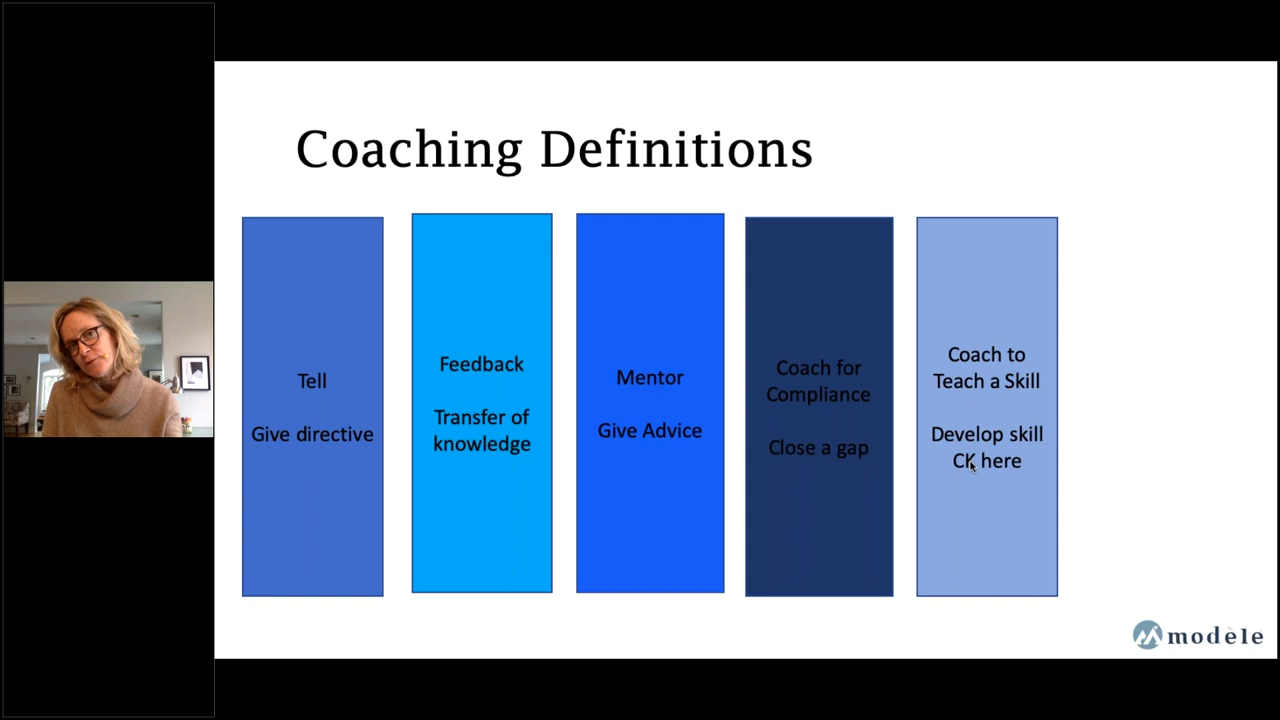 Coaching Definitions
Tell
Give directive
Feedback
Transfer of
knowledge
Mentor
Give Advice
Coach for
Compliance
Close a gap
Coach to
Teach a Skill
Develop skill
CK here
modèle